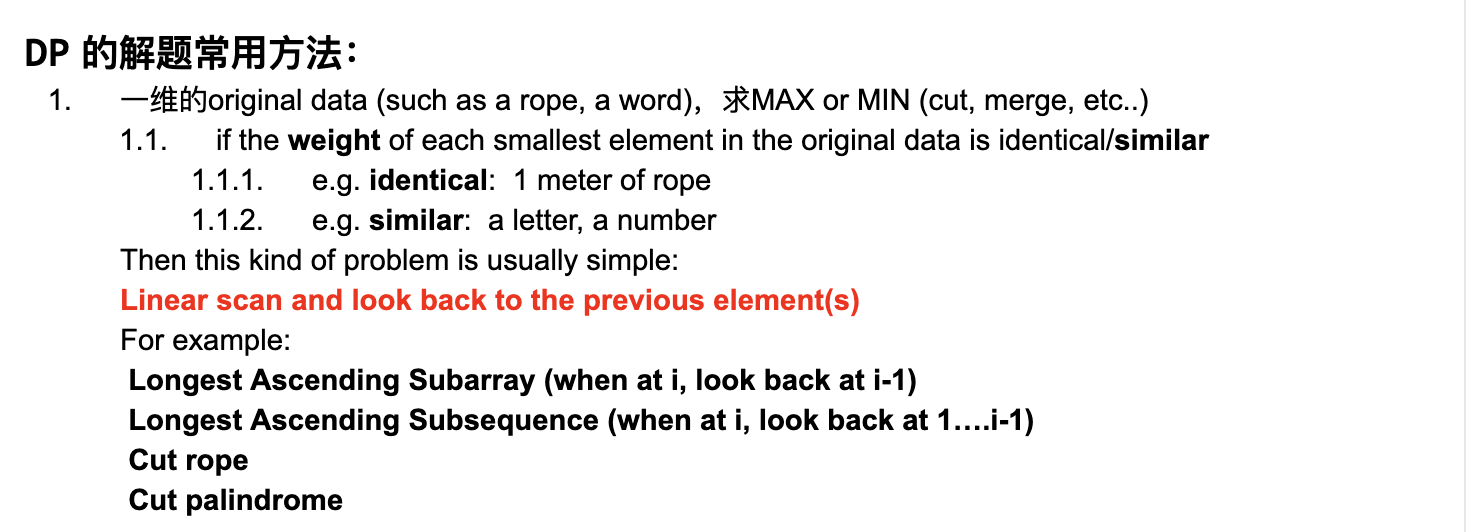 DP 的解题常用方法：
1. 一维的original data (such as a rope, a word)，求MAX or MIN (cut, merge, etc..)
1.1. if the weight of each smallest element in the original data is identical/similar
1.1.1. e.g. identical: 1 meter of rope
1.1.2. e.g. similar: a letter, a number
Then this kind of problem is usually simple:
Linear scan and look back to the previous element(s)
For example:
Longest Ascending Subarray (when at i, look back at i-1)
Longest Ascending Subsequence (when at i, look back at 1....i-1)
Cut rope
Cut palindrome